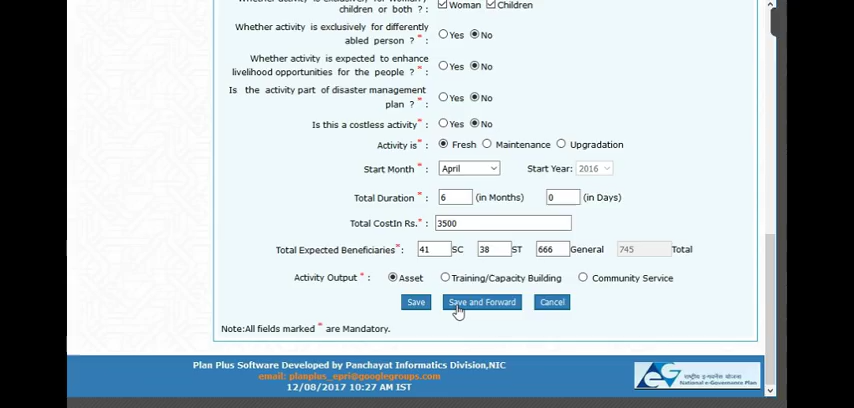 Whether activity is exclusively for Woman/
children or both ? : Woman Children
Whether activity is exclusively for differently
abled person ? * : Yes No
Whether activity is expected to enhance
livelihood opportunities for the people ? * : Yes No
Is the activity part of disaster management
plan ? * : Yes No
Is this a costless activity * : Yes No
Activity is * : Fresh Maintenance Upgradation
Start Month * : April Start Year: 2016
Total Duration * : 6 (in Months) 0 (in Days)
Total CostIn Rs. * : 3500
Total Expected Beneficiaries * : 41 SC 38 ST 666 General 745 Total
Activity Output * : Asset Training/Capacity Building Community Service
Save Save and Forward Cancel
Note:All fields marked * are Mandatory.
Plan Plus Software Developed by Panchayat Informatics Division,NIC
email: planplus_epri@googlegroups.com
12/08/2017 10:27 AM IST
राष्ट्रीय ई-गवर्नेंस योजना
National e-Governance Plan